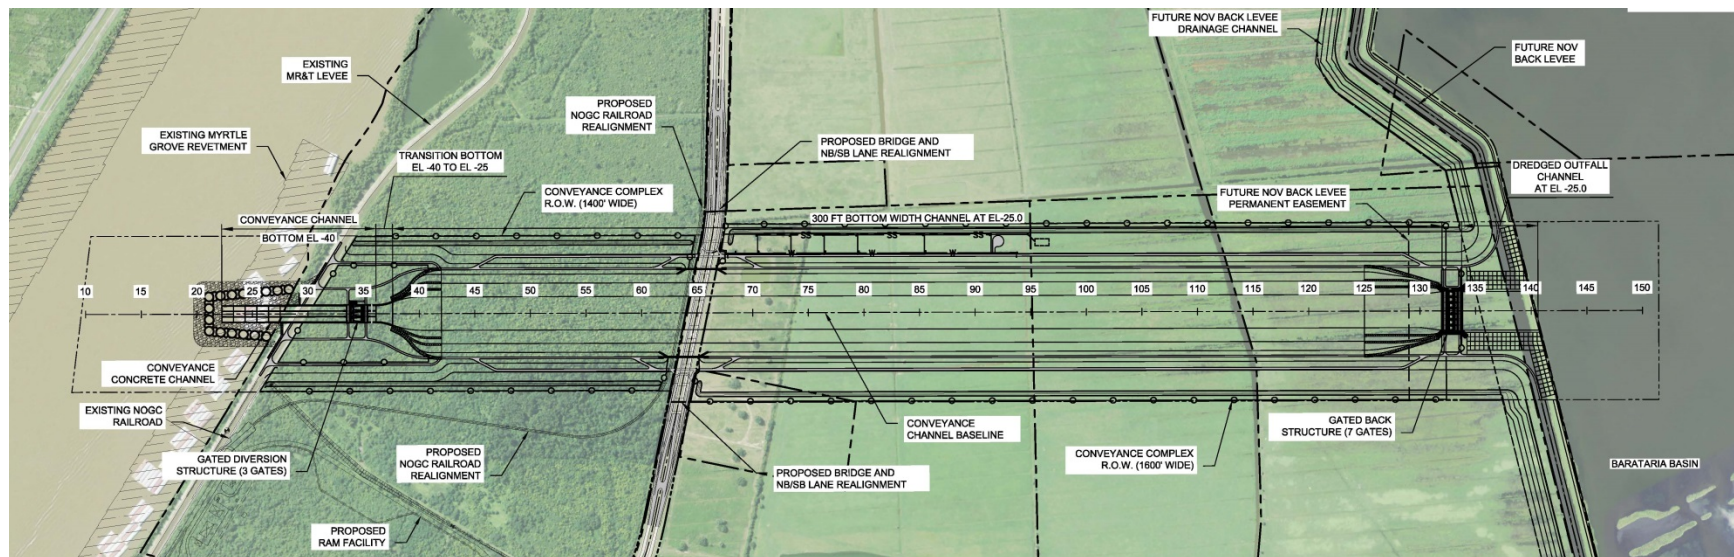 FUTURE NOV BACK LEVEE
DRAINAGE CHANNEL
FUTURE NOV
BACK LEVEE
EXISTING
MR&T LEVEE
PROPOSED
NOGC RAILROAD
REALIGNMENT
EXISTING MYRTLE
GROVE REVETMENT
PROPOSED BRIDGE AND
NB/SB LANE REALIGNMENT
TRANSITION BOTTOM
EL -40 TO EL -25
DREDGED OUTFALL
CHANNEL
AT EL -25.0
CONVEYANCE COMPLEX
R.O.W. (1400' WIDE)
FUTURE NOV BACK LEVEE
PERMANENT EASEMENT
CONVEYANCE CHANNEL
BOTTOM EL -40
300 FT BOTTOM WIDTH CHANNEL AT EL-25.0
SS
SS
W
W
10 15 20 25 30 35 40 45 50 55 60 65 70 75 80 85 90 95 100 105 110 115 120 125 130 135 140 145 150
CONVEYANCE
CONCRETE CHANNEL
EXISTING NOGC
RAILROAD
GATED DIVERSION
STRUCTURE (3 GATES)
PROPOSED
NOGC RAILROAD
REALIGNMENT
PROPOSED
RAM FACILITY
CONVEYANCE
CHANNEL BASELINE
PROPOSED BRIDGE AND
NB/SB LANE REALIGNMENT
CONVEYANCE COMPLEX
R.O.W. (1600' WIDE)
GATED BACK
STRUCTURE (7 GATES)
BARATARIA BASIN